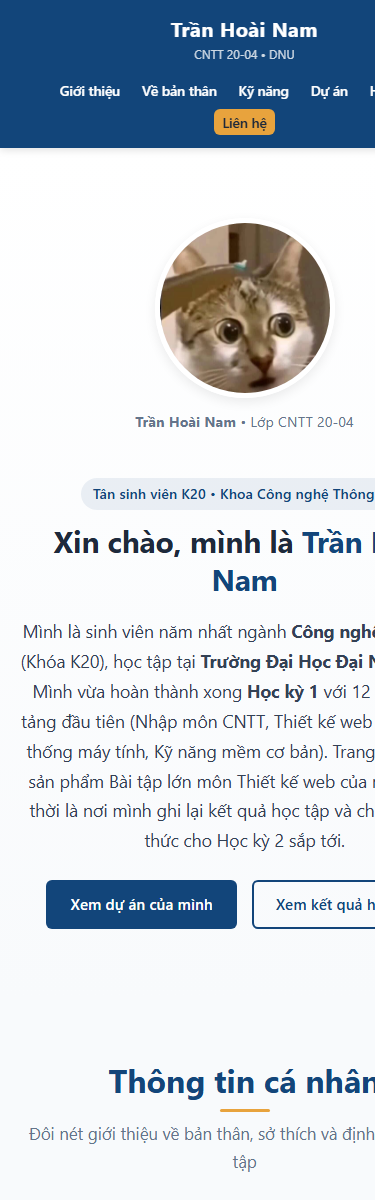 Trần Hoài Nam
CNTT 20-04 • DNU
Giới thiệu Về bản thân Kỹ năng Dự án
Liên hệ
Trần Hoài Nam • Lớp CNTT 20-04
Tân sinh viên K20 • Khoa Công nghệ Thông
Xin chào, mình là Trần
Nam
Mình là sinh viên năm nhất ngành Công nghệ
(Khóa K20), học tập tại Trường Đại Học Đại
Mình vừa hoàn thành xong Học kỳ 1 với 12
tảng đầu tiên (Nhập môn CNTT, Thiết kế web
thống máy tính, Kỹ năng mềm cơ bản). Trang
sản phẩm Bài tập lớn môn Thiết kế web của
thời là nơi mình ghi lại kết quả học tập và
thức cho Học kỳ 2 sắp tới.
Xem dự án của mình
Xem kết quả
Thông tin cá nhân
Đôi nét giới thiệu về bản thân, sở thích và định
tập